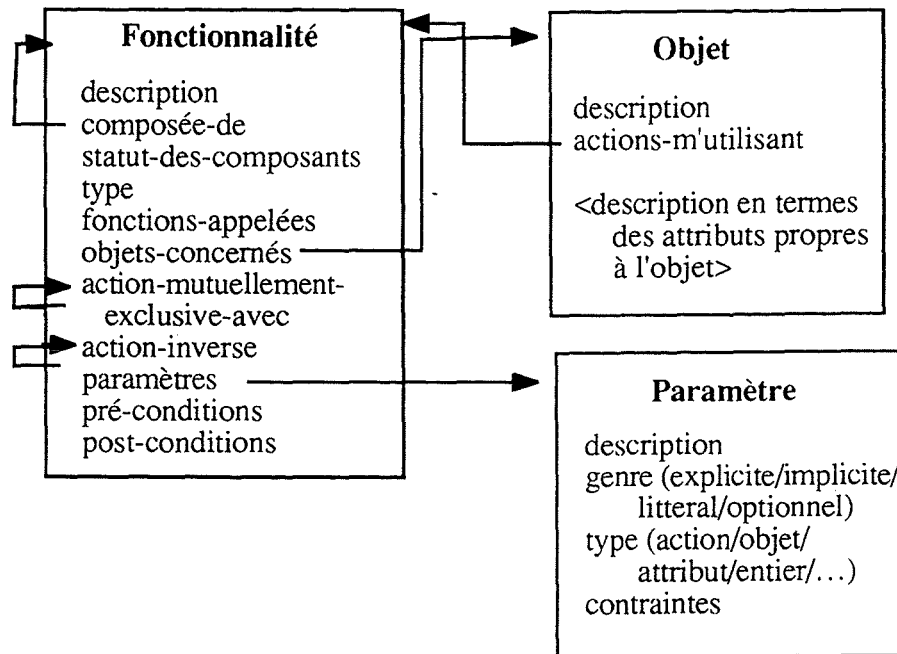 Fonctionnalité
description
composée-de
statut-des-composants
type
fonctions-appelées
objets-concernés
action-mutuellement-
exclusive-avec
action-inverse
paramètres
pré-conditions
post-conditions
Objet
description
actions-m'utilisant
<description en termes
des attributs propres
à l'objet>
Paramètre
description
genre (explicite/implicite/
litteral/optionnel)
type (action/objet/
attribut/entier/...)
contraintes